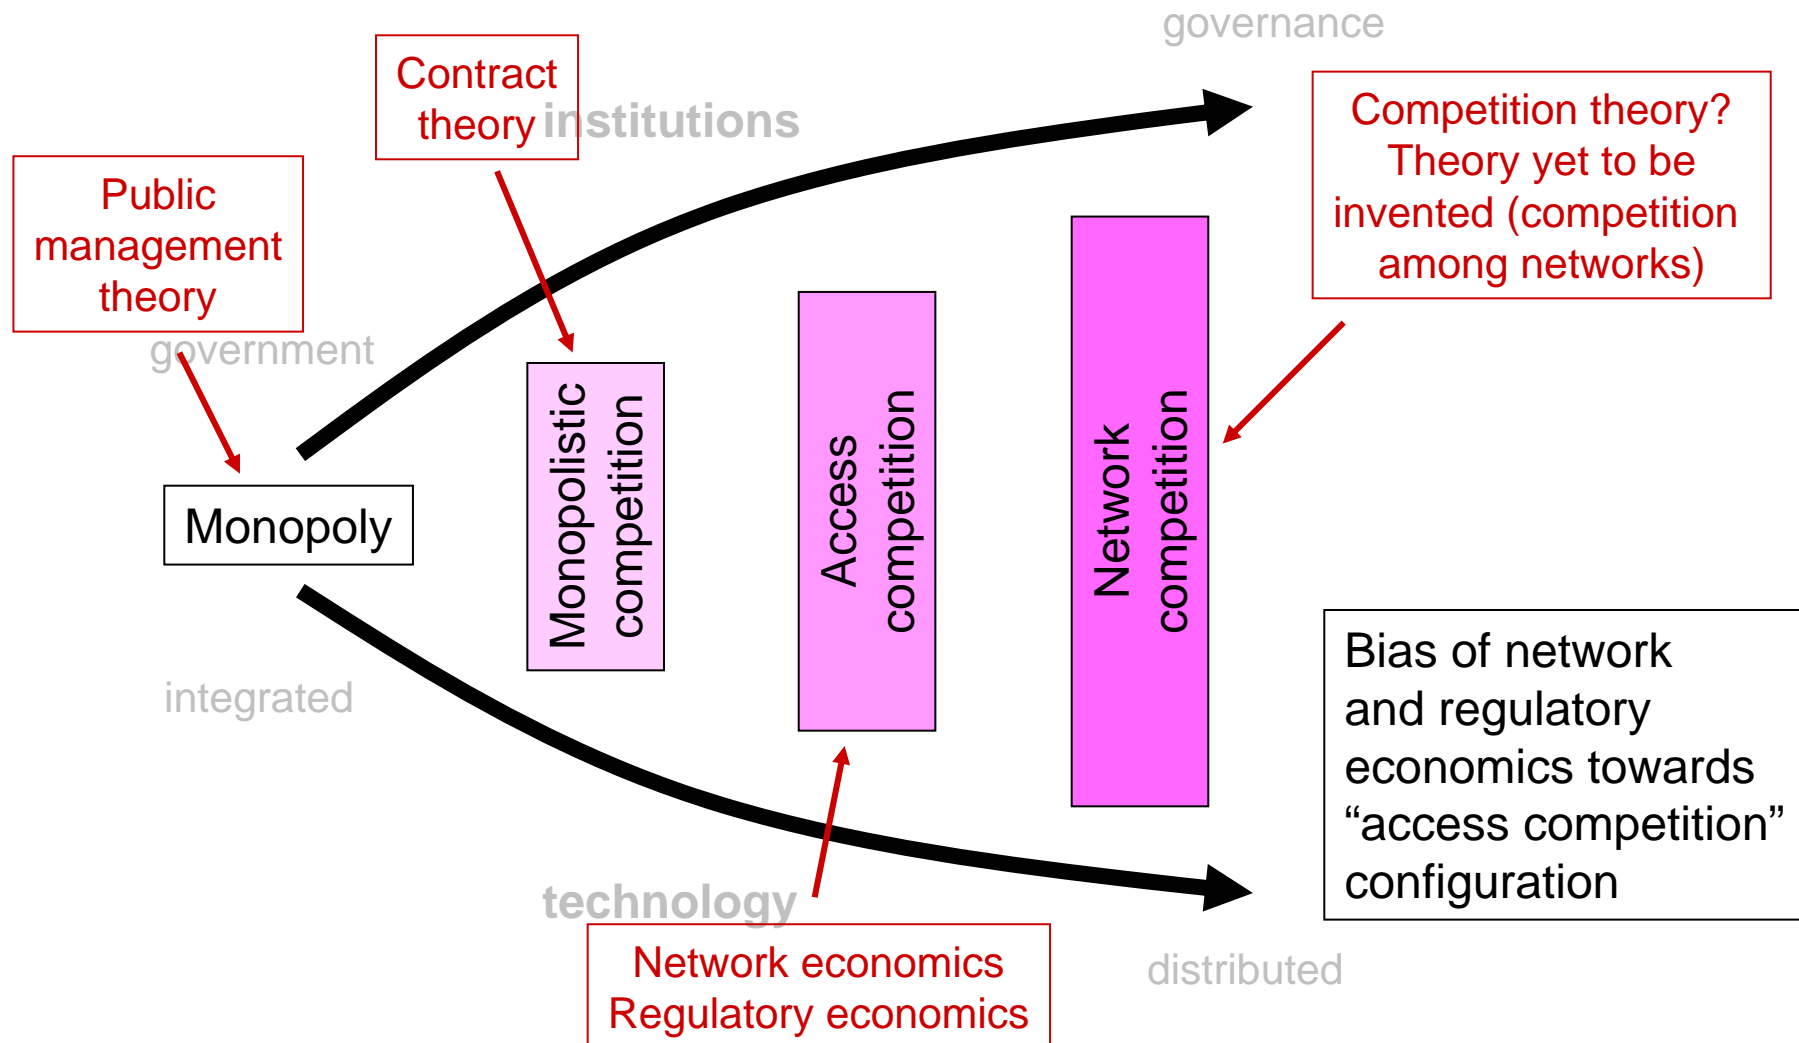 governance
Contract
theory
institutions
Competition theory?
Theory yet to be
invented (competition
among networks)
Public
management
theory
government
Monopoly
Monopolistic
competition
Access
competition
Network
competition
integrated
Bias of network
and regulatory
economics towards
“access competition”
configuration
technology
distributed
Network economics
Regulatory economics